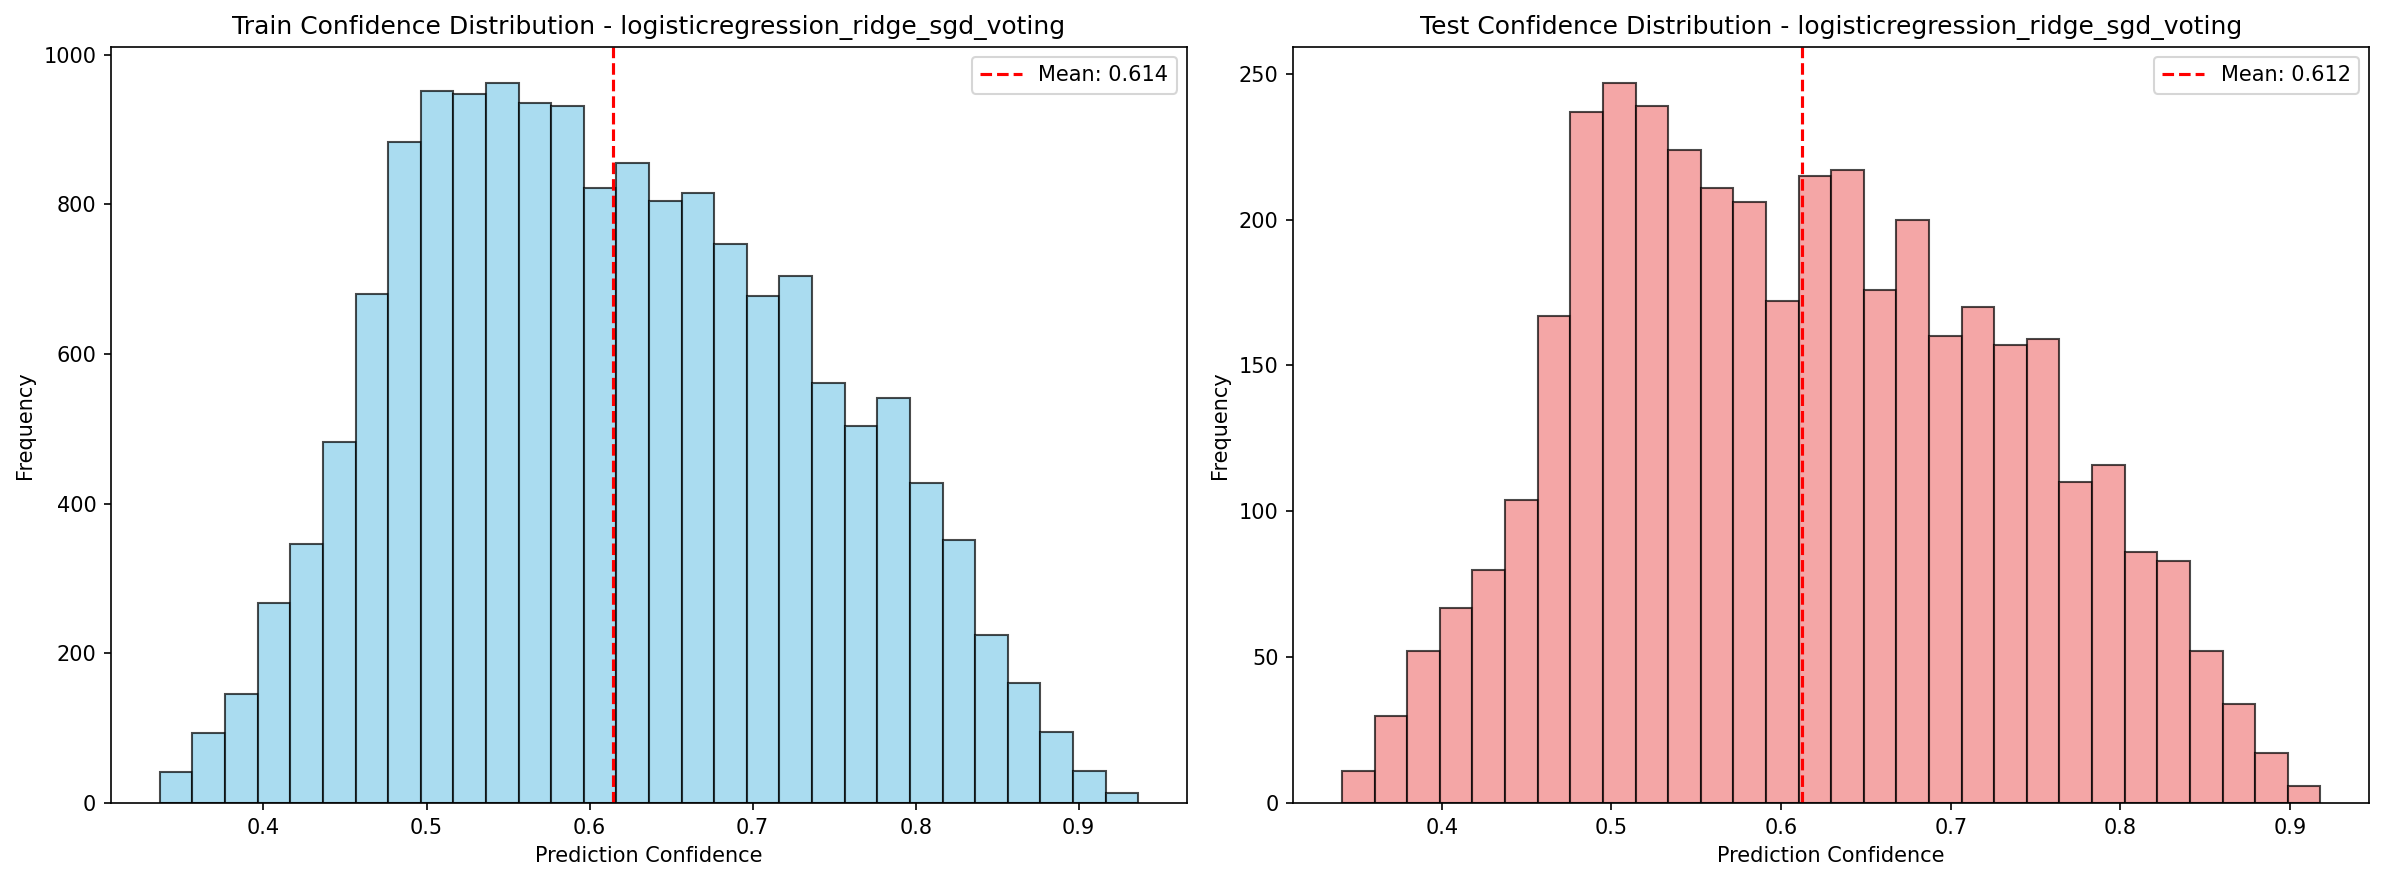 Train Confidence Distribution - logisticregression_ridge_sgd_voting
Mean: 0.614
1000
800
600
400
200
0
Frequency
0.4 0.5 0.6 0.7 0.8 0.9
Prediction Confidence
Test Confidence Distribution - logisticregression_ridge_sgd_voting
Mean: 0.612
250
200
150
100
50
0
Frequency
0.4 0.5 0.6 0.7 0.8 0.9
Prediction Confidence